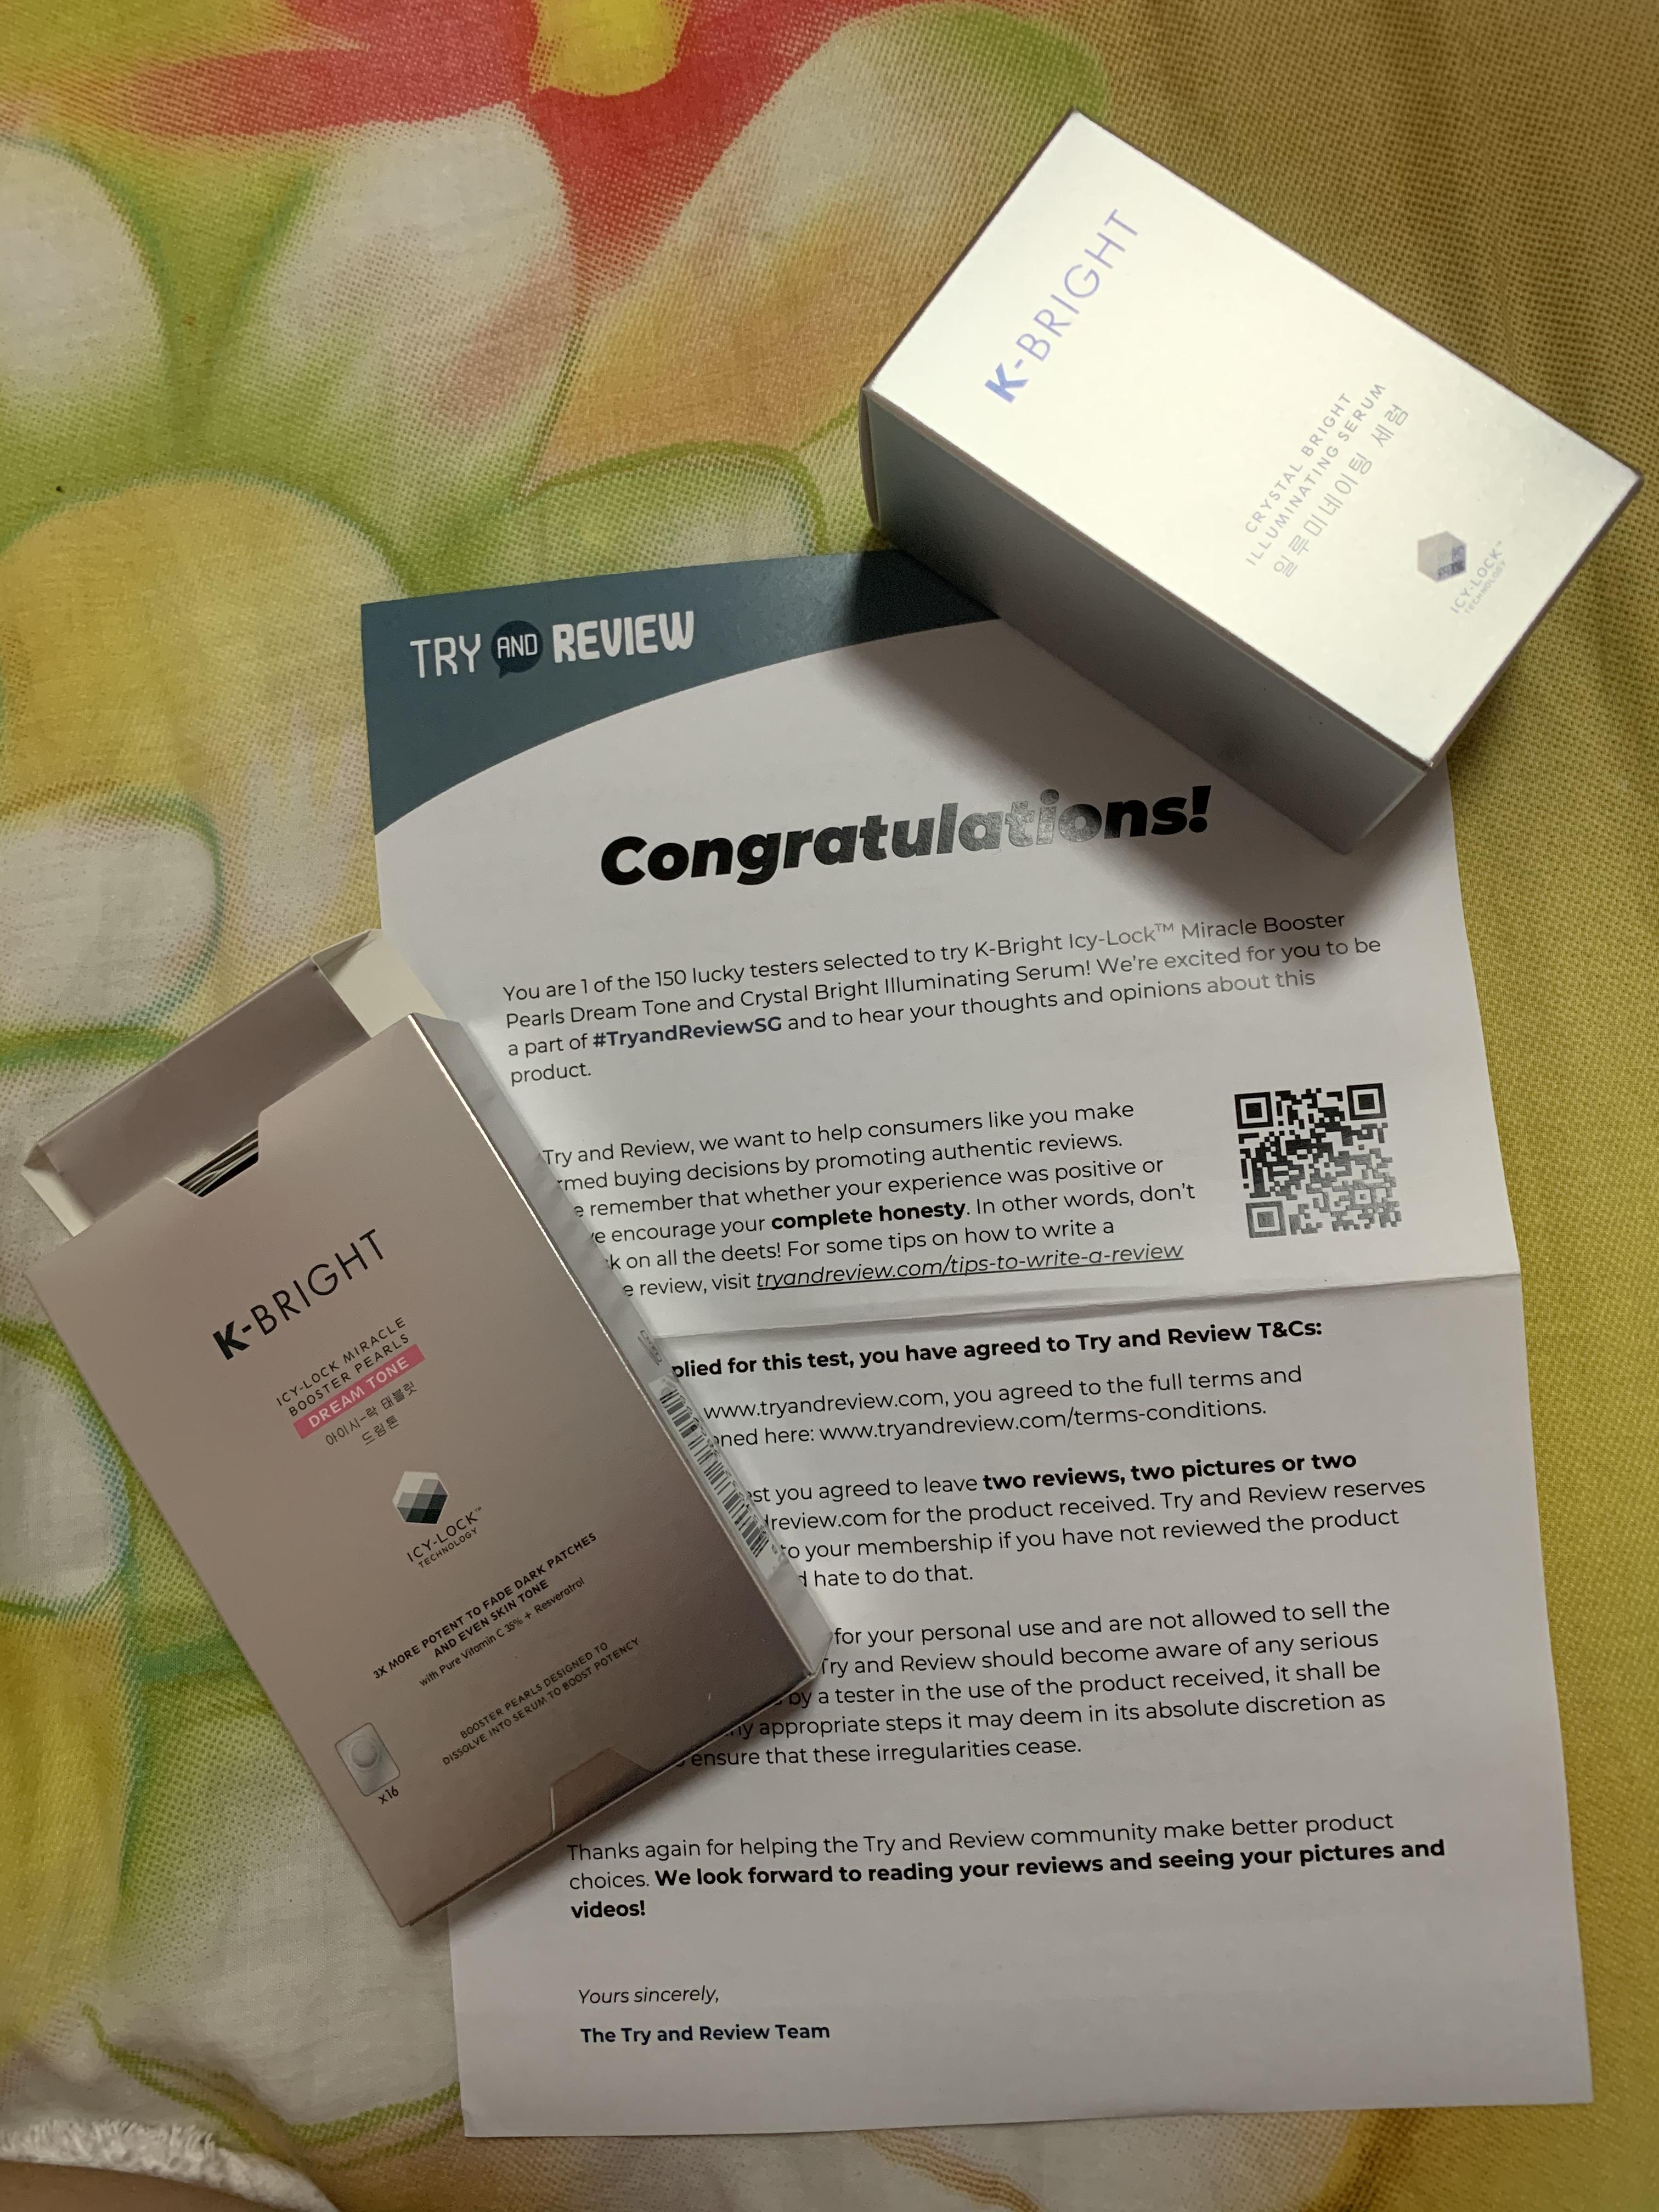 K-BRIGHT
CRYSTAL BRIGHT
ILLUMINATING SERUM
일루미네이팅 세럼
ICY-LOCK™
TECHNOLOGY
TRY AND REVIEW
Congratulations!
You are 1 of the 150 lucky testers selected to try K-Bright Icy-Lock™ Miracle Booster
Pearls Dream Tone and Crystal Bright Illuminating Serum! We're excited for you to be
a part of #TryandReviewSG and to hear your thoughts and opinions about this
product.
Try and Review, we want to help consumers like you make
rmed buying decisions by promoting authentic reviews.
e remember that whether your experience was positive or
e encourage your complete honesty. In other words, don't
k on all the deets! For some tips on how to write a
e review, visit tryandreview.com/tips-to-write-a-review
plied for this test, you have agreed to Try and Review T&Cs:
www.tryandreview.com, you agreed to the full terms and
oned here: www.tryandreview.com/terms-conditions.
est you agreed to leave two reviews, two pictures or two
dreview.com for the product received. Try and Review reserves
to your membership if you have not reviewed the product
d hate to do that.
for your personal use and are not allowed to sell the
Try and Review should become aware of any serious
by a tester in the use of the product received, it shall be
ny appropriate steps it may deem in its absolute discretion as
ensure that these irregularities cease.
Thanks again for helping the Try and Review community make better product
choices. We look forward to reading your reviews and seeing your pictures and
videos!
Yours sincerely,
The Try and Review Team
K-BRIGHT
ICY-LOCK MIRACLE
BOOSTER PEARLS
DREAM TONE
아이시-락 태블릿
드림톤
ICY-LOCK™
TECHNOLOGY
3X MORE POTENT TO FADE DARK PATCHES
AND EVEN SKIN TONE
with Pure Vitamin C 35% + Resveratrol
BOOSTER PEARLS DESIGNED TO
DISSOLVE INTO SERUM TO BOOST POTENCY
x16